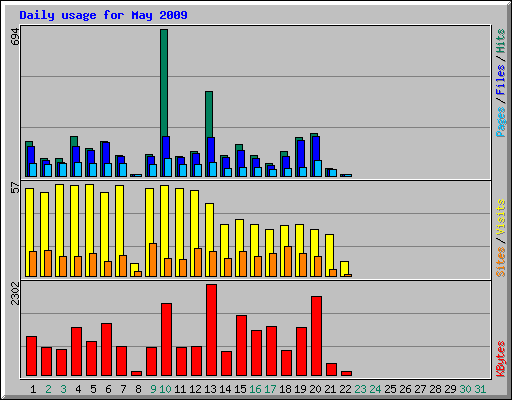 Daily usage for May 2009
694
Pages / Files / Hits
57
Sites / Visits
2302
KBytes
1 2 3 4 5 6 7 8 9 10 11 12 13 14 15 16 17 18 19 20 21 22 23 24 25 26 27 28 29 30 31